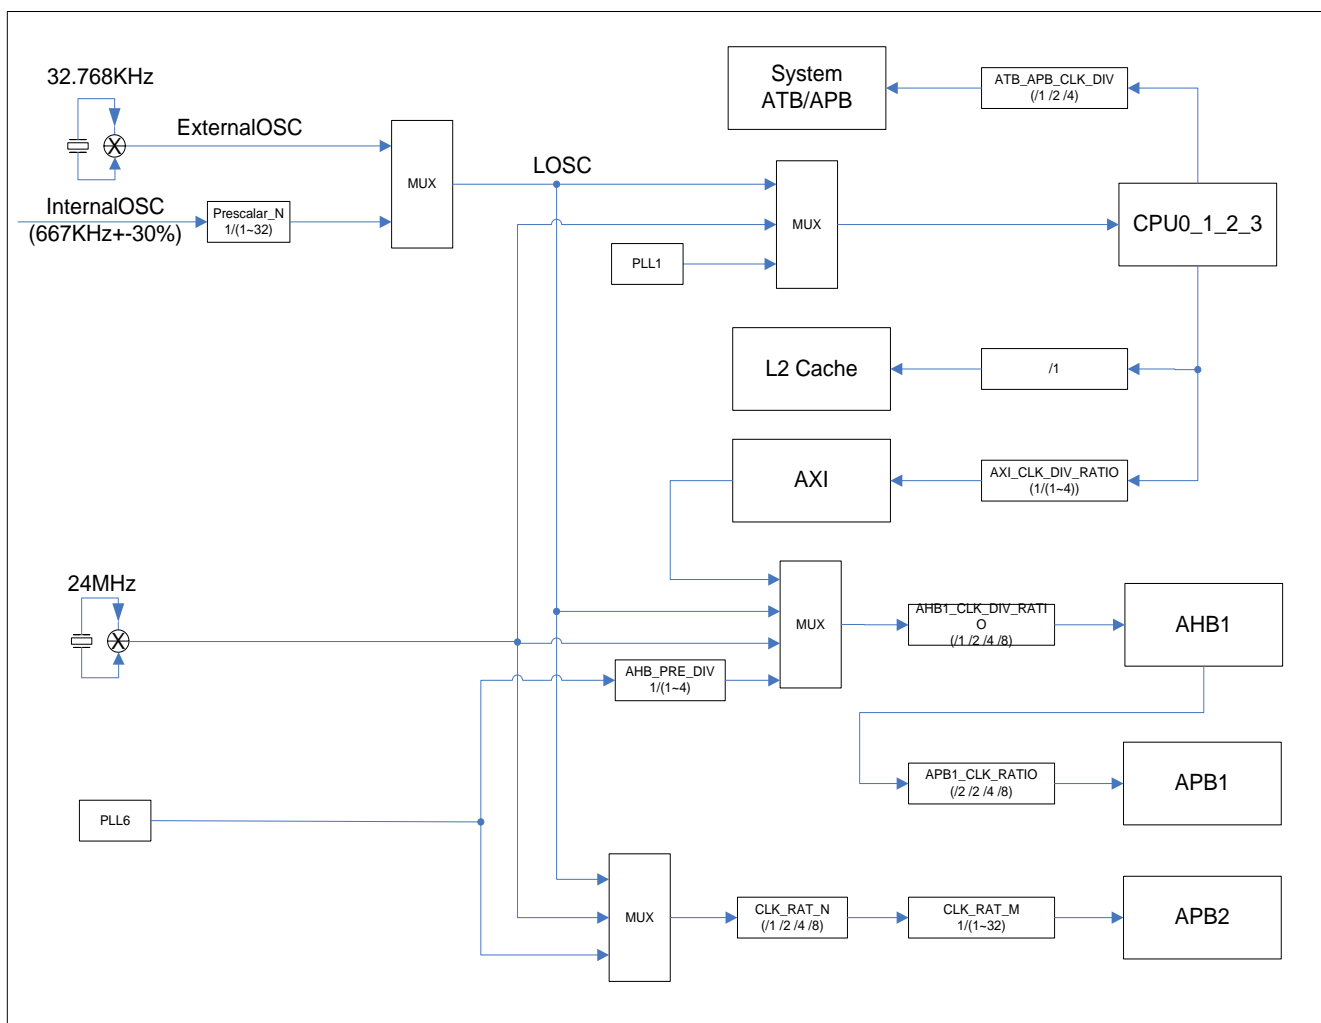 32.768KHz
ExternalOSC
InternalOSC
(667KHz+-30%)
Prescalar_N
1/(1~32)
MUX
LOSC
System
ATB/APB
ATB_APB_CLK_DIV
(/1 /2 /4)
MUX
PLL1
CPU0_1_2_3
L2 Cache
/1
AXI
AXI_CLK_DIV_RATIO
(1/(1~4))
24MHz
MUX
AHB1_CLK_DIV_RATI
O
(/1 /2 /4 /8)
AHB1
AHB_PRE_DIV
1/(1~4)
APB1_CLK_RATIO
(/2 /2 /4 /8)
APB1
PLL6
MUX
CLK_RAT_N
(/1 /2 /4 /8)
CLK_RAT_M
1/(1~32)
APB2